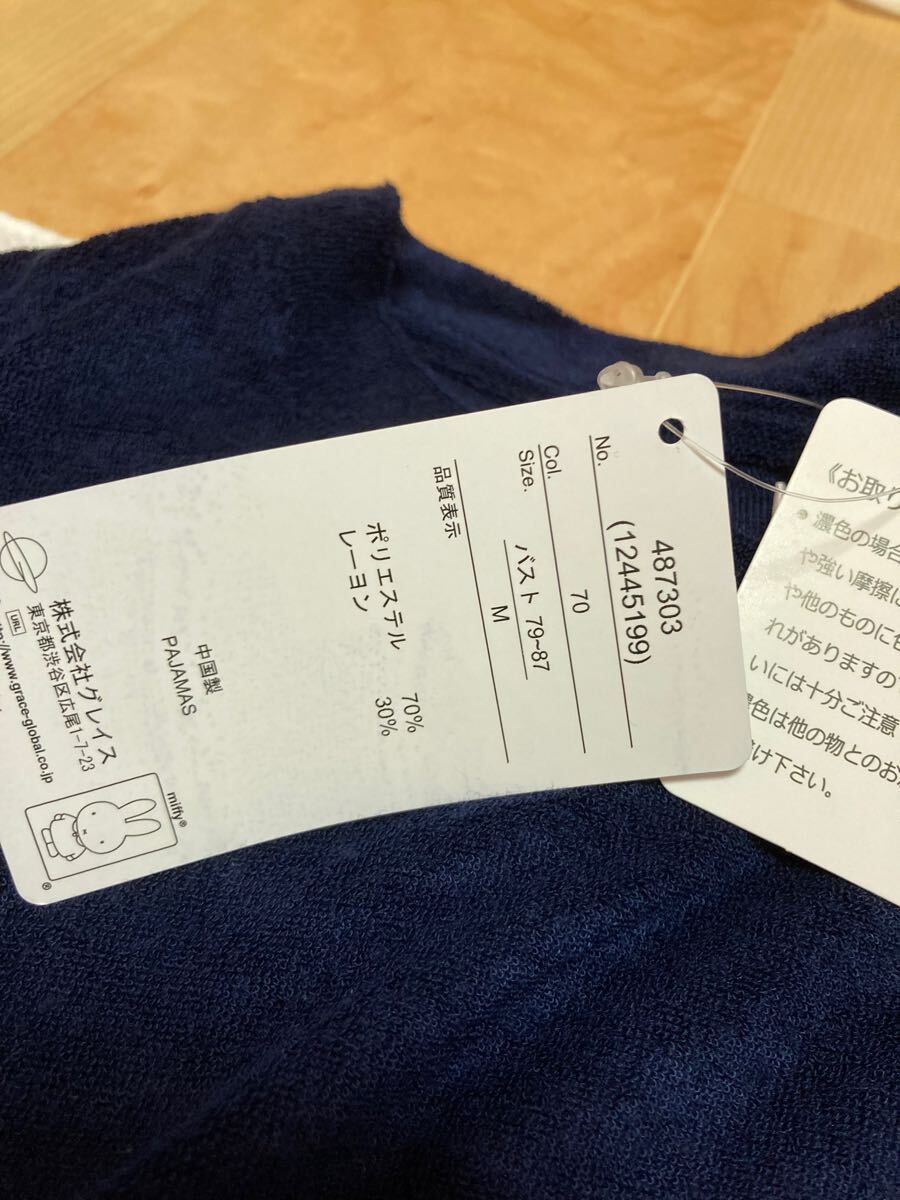 No. 487303
(12445199)
Col. 70
Size. バスト 79~87
M
品質表示
ポリエステル 70%
レーヨン 30%
中国製
PAJAMAS
株式会社グレイス
東京都渋谷区広尾1-7-23
URL
://www.grace-global.co.jp
miffy®
®
《お取り
濃色の場合
や強い摩擦に
や他のものに色
れがありますので
いには十分ご注意
濃色は他の物とのお
け下さい。